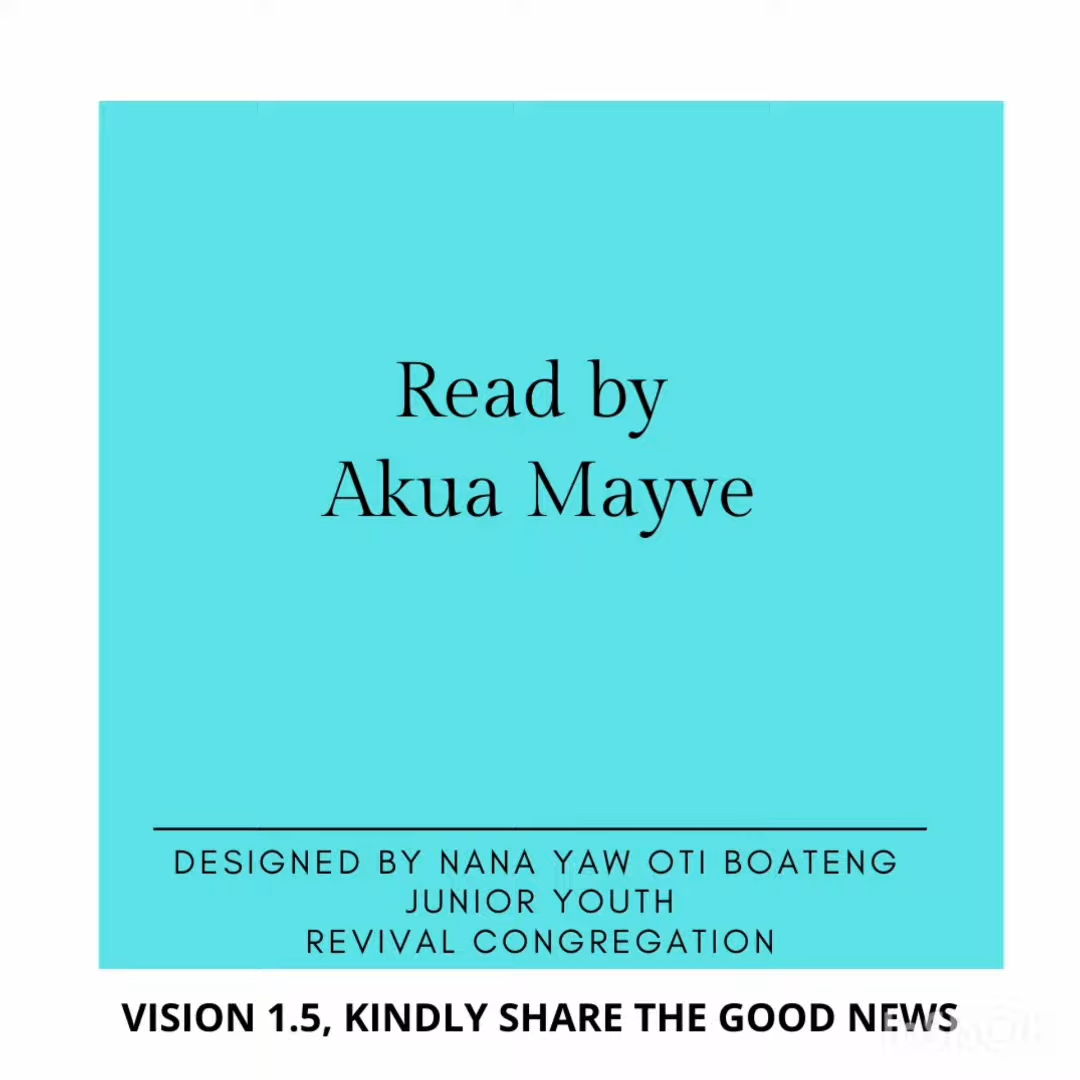 Read by
Akua Mayve
DESIGNED BY NANA YAW OTI BOATENG
JUNIOR YOUTH
REVIVAL CONGREGATION
VISION 1.5, KINDLY SHARE THE GOOD NEWS